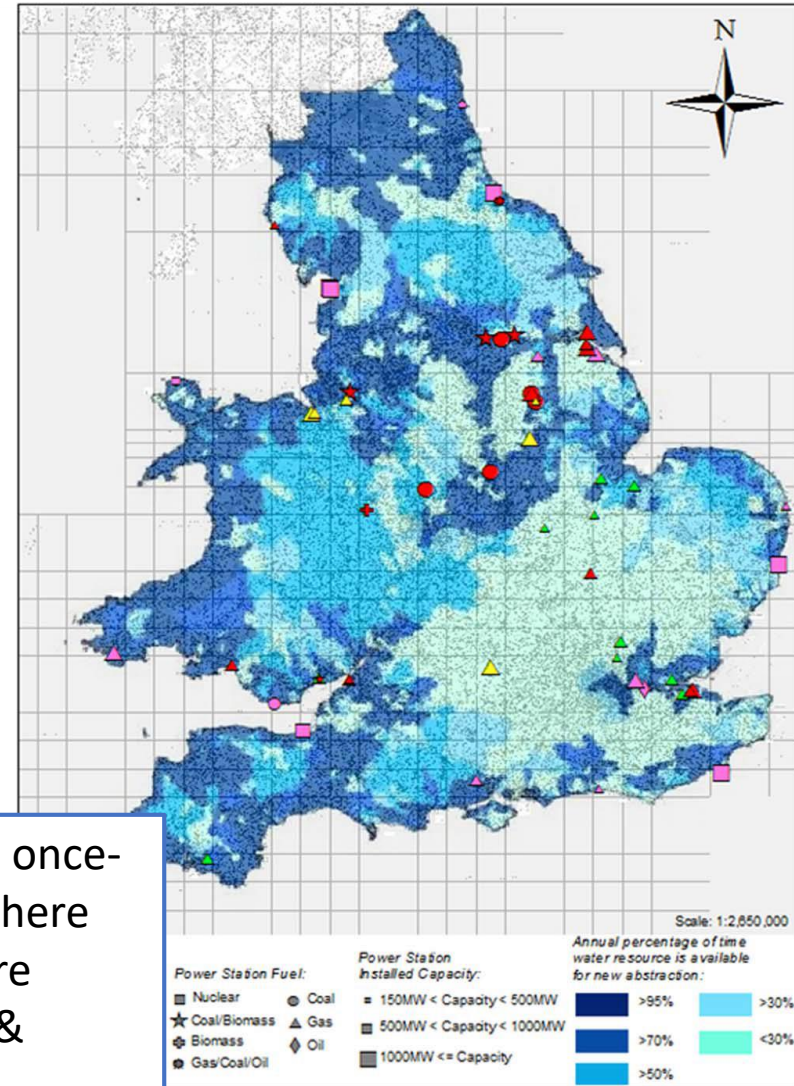 N
Scale: 1:2,650,000
once-
here
re
&
Power Station Fuel:
Nuclear
Coal
Coal/Biomass
Gas
Biomass
Oil
Gas/Coal/Oil
Power Station
Installed Capacity:
150MW < Capacity < 500MW
500MW < Capacity < 1000MW
1000MW <= Capacity
Annual percentage of time
water resource is available
for new abstraction:
>95%
>30%
>70%
<30%
>50%